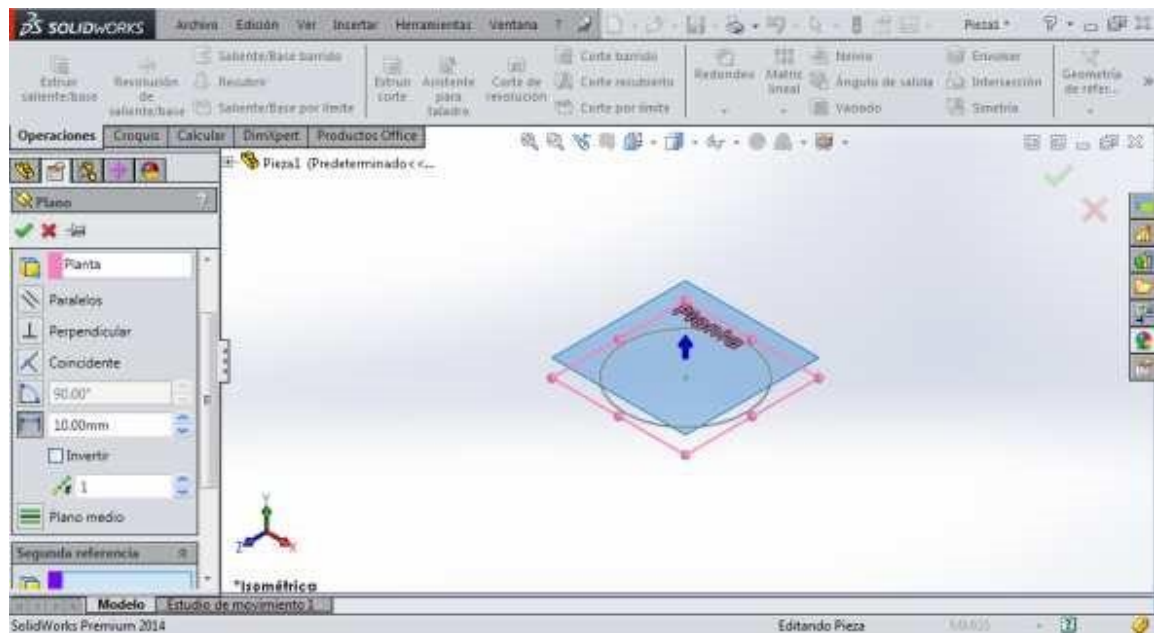 SOLIDWORKS Archivo Edición Ver Insertar Herramientas Ventana ? Pieza1 * ?
Extruir saliente/base
Revolución de saliente/base
Saliente/Base barrido
Recubrir
Saliente/Base por límite
Extruir corte
Asistente para taladro
Corte de revolución
Corte barrido
Corte recubierto
Corte por límite
Redondeo
Matriz lineal
Nervio
Ángulo de salida
Vaciado
Envolver
Intersección
Simetría
Geometría de refer...
Operaciones Croquis Calcular DimXpert Productos Office
Pieza1 (Predeterminado<<...
Plano ?
Planta
Paralelos
Perpendicular
Coincidente
90.00°
10.00mm
Invertir
1
Plano medio
Segunda referencia
Planta
Y
Z
X
*Isométrica
Modelo Estudio de movimiento 1
SolidWorks Premium 2014 Editando Pieza